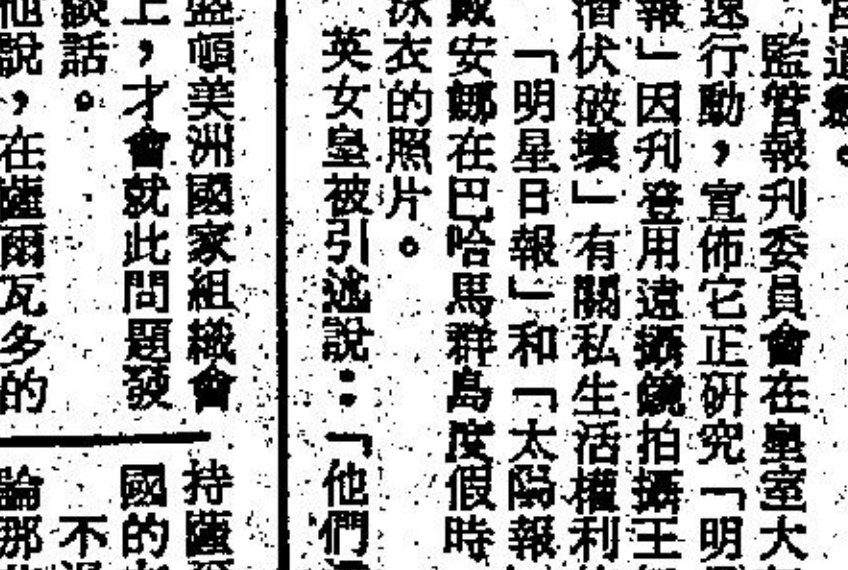 道
監管報刊委員會在皇室大
速行動，宣佈它正研究「明
報」因刋登用遠攝鏡拍攝王
潛伏破壞」有關私生活權利
「明星日報」和「太陽報
戴安娜在巴哈馬群島度假時
泳衣的照片。
英女皇被引述說：「他們
盛頓美洲國家組織會
上，才會就此問題發
談話。
他說，在薩爾瓦多的
持薩
國的
不
論那